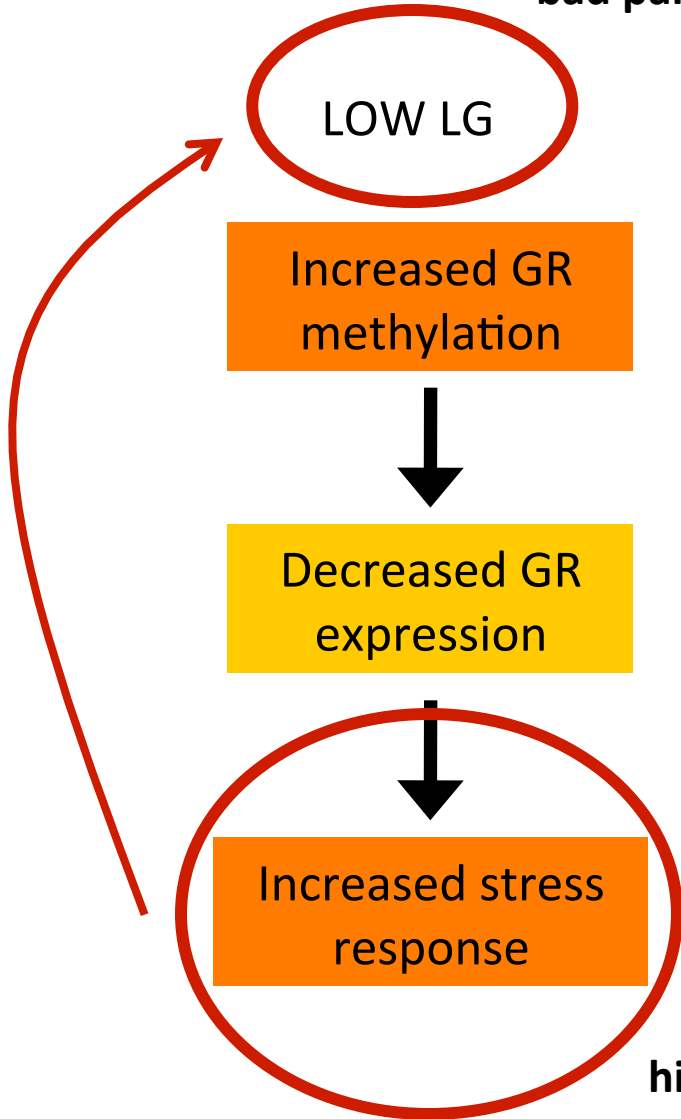 LOW LG
Increased GR
methylation
Decreased GR
expression
Increased stress
response